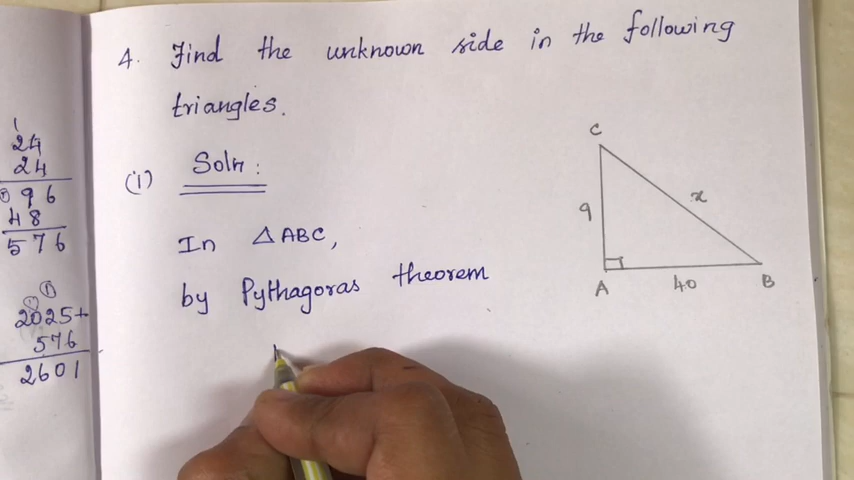 4. Find the unknown side in the following
triangles.
(i) Soln:
In △ABC,
by Pythagoras theorem
C
9
x
A
40
B
1
24
24
96
48
576
2025+
576
2601